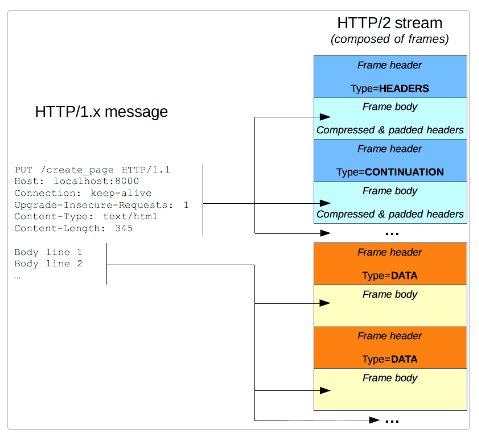 HTTP/2 stream
(composed of frames)
HTTP/1.x message
PUT /create_page HTTP/1.1
Host: localhost:8000
Connection: keep-alive
Upgrade-Insecure-Requests: 1
Content-Type: text/html
Content-Length: 345
Body line 1
Body line 2
…
Frame header
Type=HEADERS
Frame body
Compressed & padded headers
Frame header
Type=CONTINUATION
Frame body
Compressed & padded headers
...
Frame header
Type=DATA
Frame body
Frame header
Type=DATA
Frame body
...